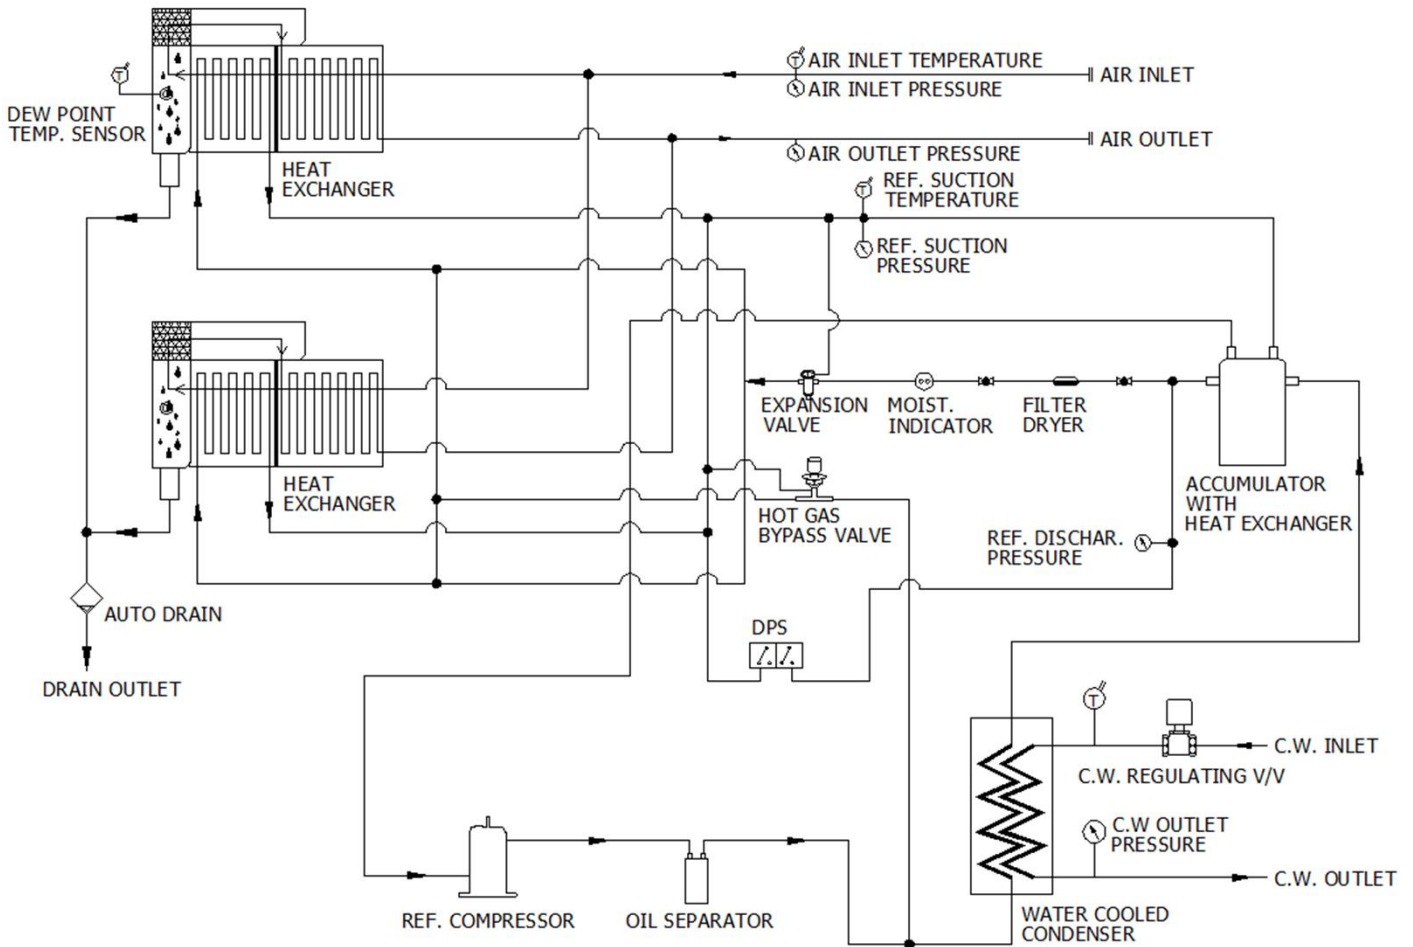 T
AIR INLET TEMPERATURE
AIR INLET
AIR INLET PRESSURE
T
DEW POINT
TEMP. SENSOR
AIR OUTLET
AIR OUTLET PRESSURE
HEAT
EXCHANGER
T
REF. SUCTION
TEMPERATURE
REF. SUCTION
PRESSURE
EXPANSION
VALVE
MOIST.
INDICATOR
FILTER
DRYER
ACCUMULATOR
WITH
HEAT EXCHANGER
HEAT
EXCHANGER
HOT GAS
BYPASS VALVE
REF. DISCHAR.
PRESSURE
AUTO DRAIN
DPS
DRAIN OUTLET
T
C.W. INLET
C.W. REGULATING V/V
C.W OUTLET
PRESSURE
C.W. OUTLET
REF. COMPRESSOR
OIL SEPARATOR
WATER COOLED
CONDENSER